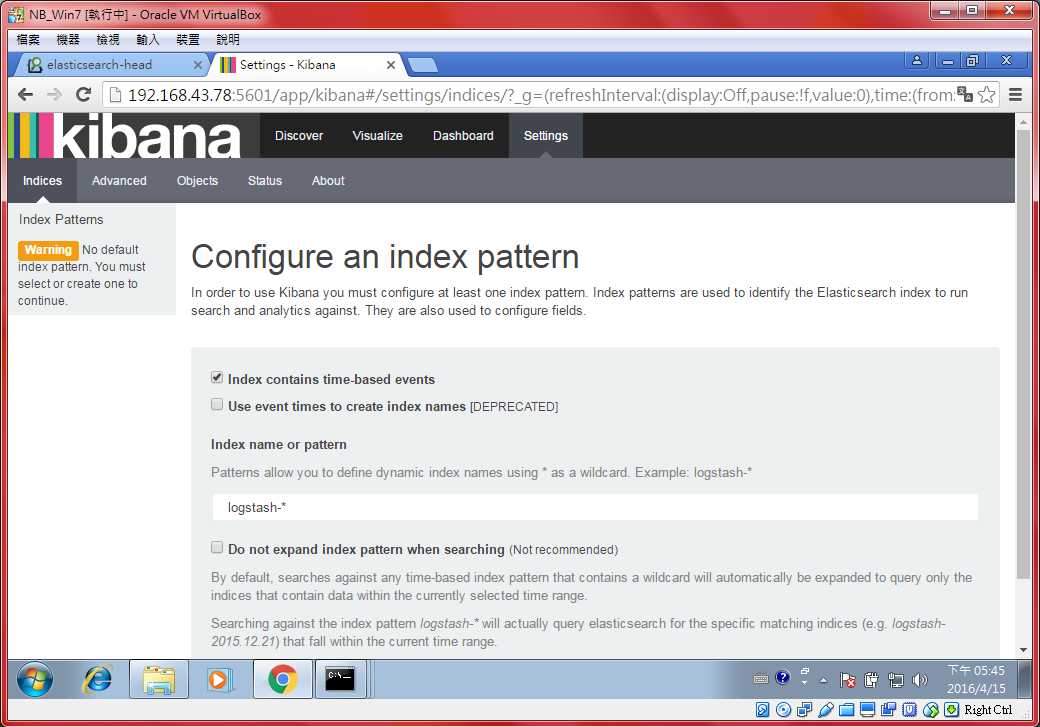 NB_Win7 [執行中] - Oracle VM VirtualBox
檔案 機器 檢視 輸入 裝置 說明
elasticsearch-head Settings - Kibana
192.168.43.78:5601/app/kibana#/settings/indices/?_g=(refreshInterval:(display:Off,pause:!f,value:0),time:(from:
kibana Discover Visualize Dashboard Settings
Indices Advanced Objects Status About
Index Patterns
Warning No default
index pattern. You must
select or create one to
continue.
Configure an index pattern
In order to use Kibana you must configure at least one index pattern. Index patterns are used to identify the Elasticsearch index to run
search and analytics against. They are also used to configure fields.
Index contains time-based events
Use event times to create index names [DEPRECATED]
Index name or pattern
Patterns allow you to define dynamic index names using * as a wildcard. Example: logstash-*
logstash-*
Do not expand index pattern when searching (Not recommended)
By default, searches against any time-based index pattern that contains a wildcard will automatically be expanded to query only the
indices that contain data within the currently selected time range.
Searching against the index pattern logstash-* will actually query elasticsearch for the specific matching indices (e.g. logstash-
2015.12.21) that fall within the current time range.
下午 05:45
2016/4/15
Right Ctrl